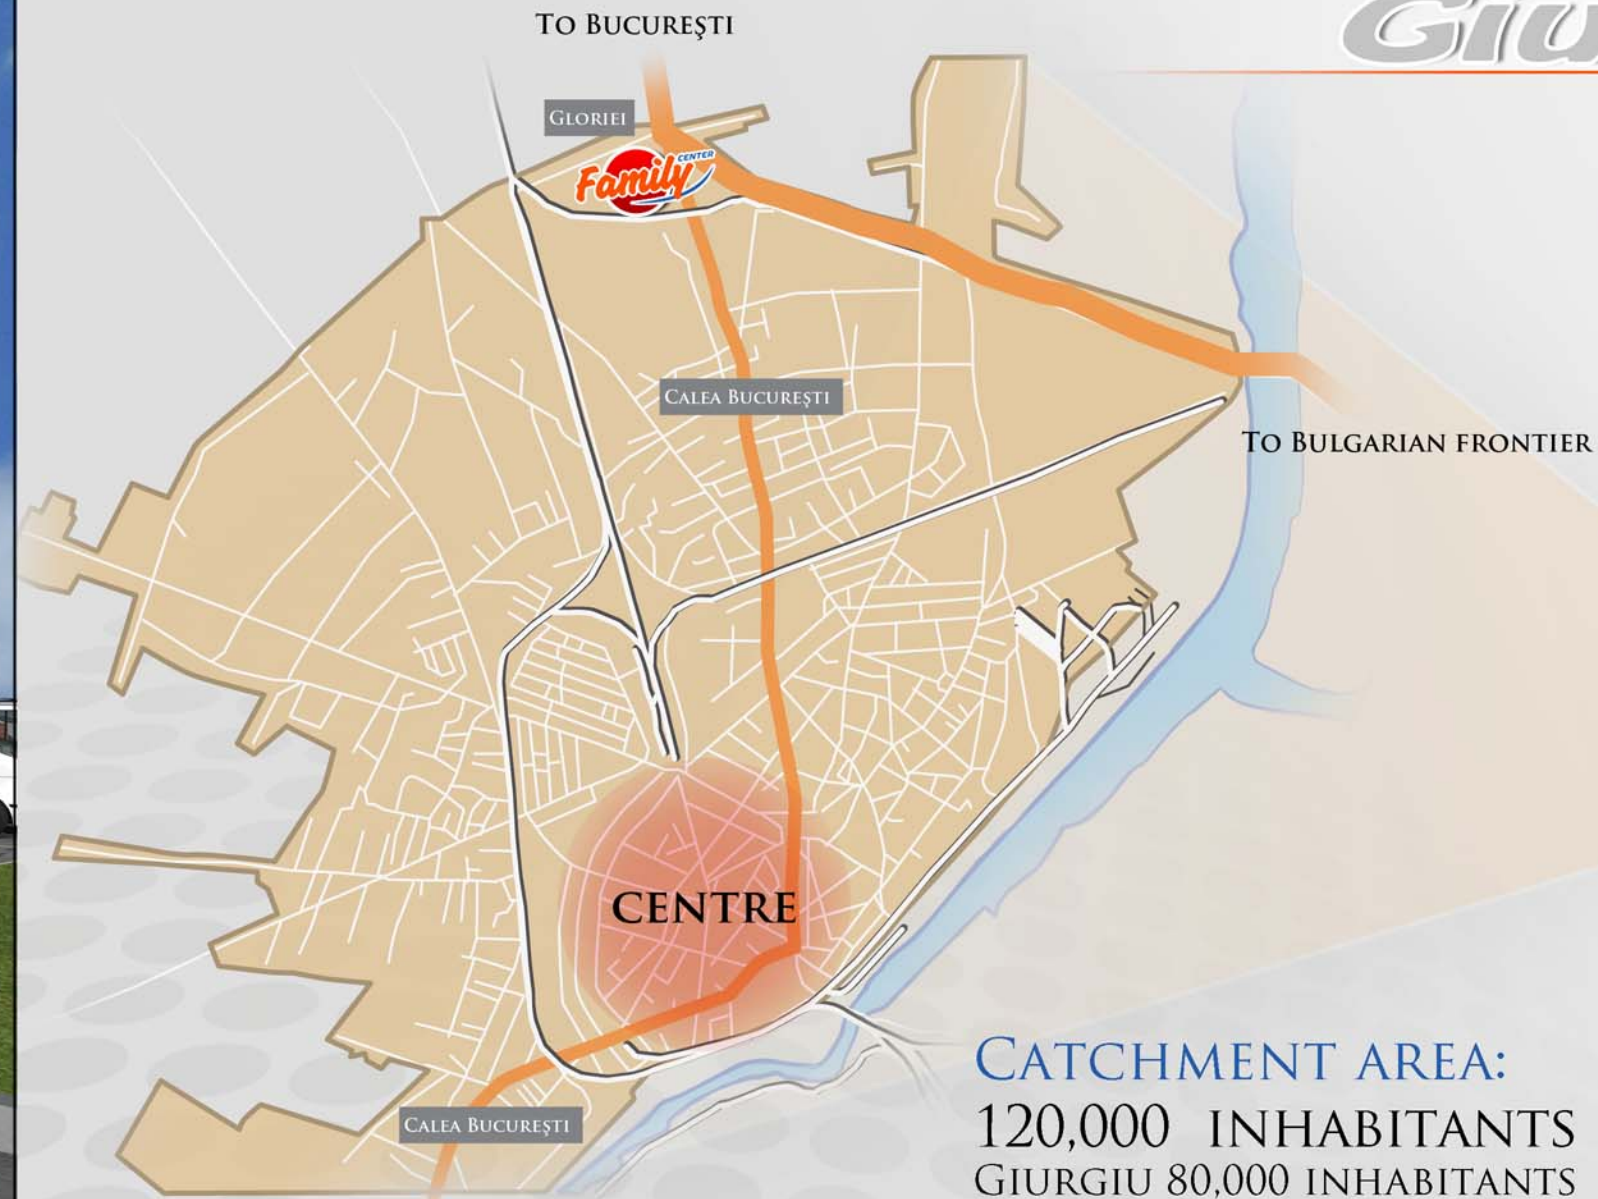 To Bucureşti
Giu
Gloriei
Family CENTER
Calea Bucureşti
To Bulgarian frontier
CENTRE
Catchment area:
120,000 inhabitants
Giurgiu 80,000 inhabitants
Calea Bucureşti